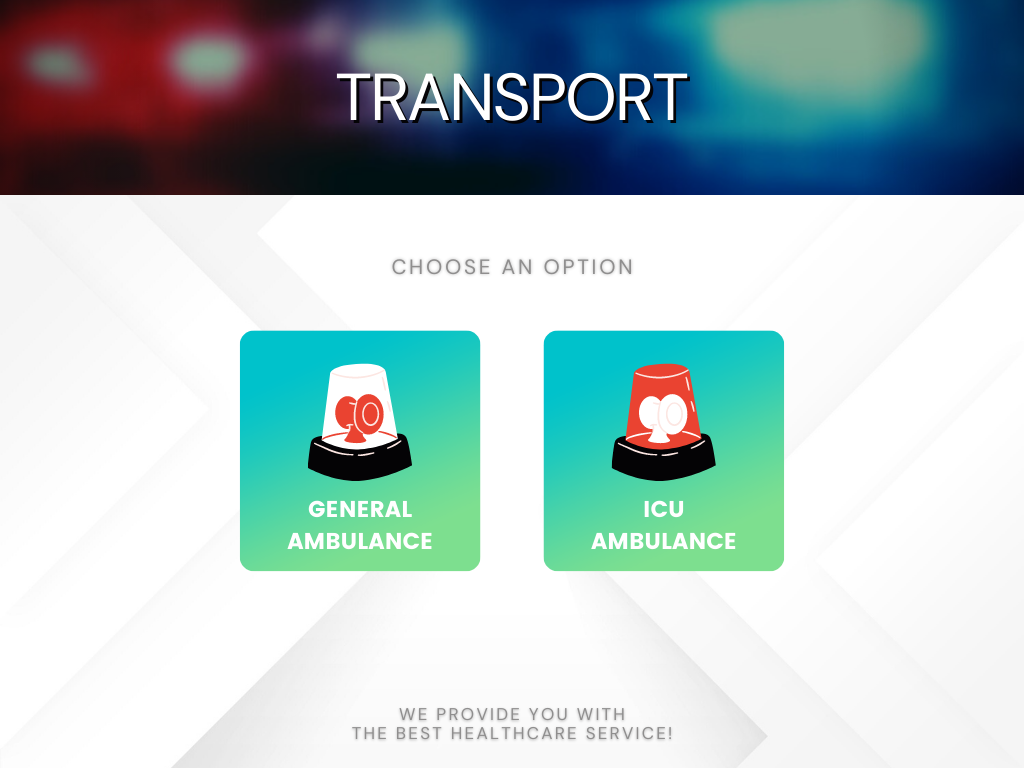 TRANSPORT
CHOOSE AN OPTION
GENERAL
AMBULANCE
ICU
AMBULANCE
WE PROVIDE YOU WITH
THE BEST HEALTHCARE SERVICE!